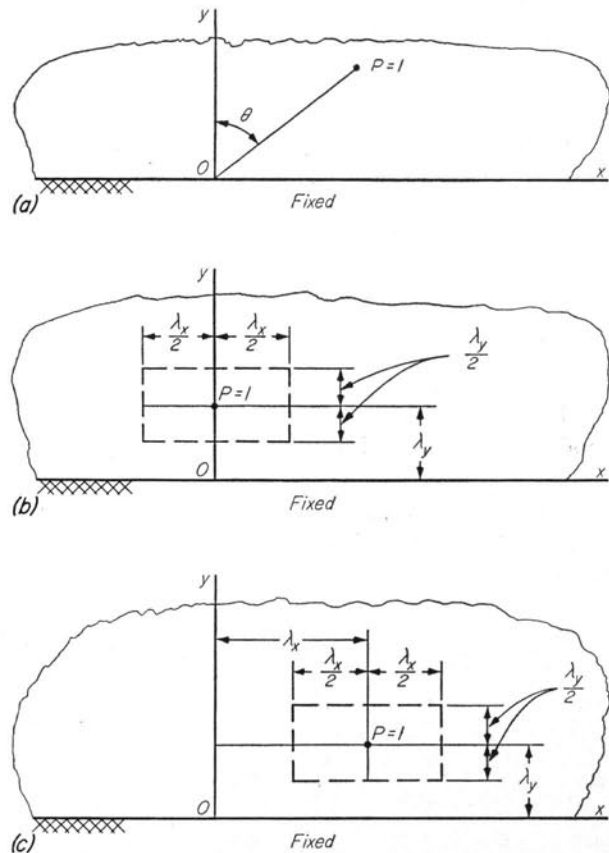 y
P = 1
θ
O
x
(a)
Fixed
y
λx/2
λx/2
λy/2
P = 1
λy
O
x
(b)
Fixed
y
λx
λx/2
λx/2
λy/2
P = 1
λy
O
x
(c)
Fixed